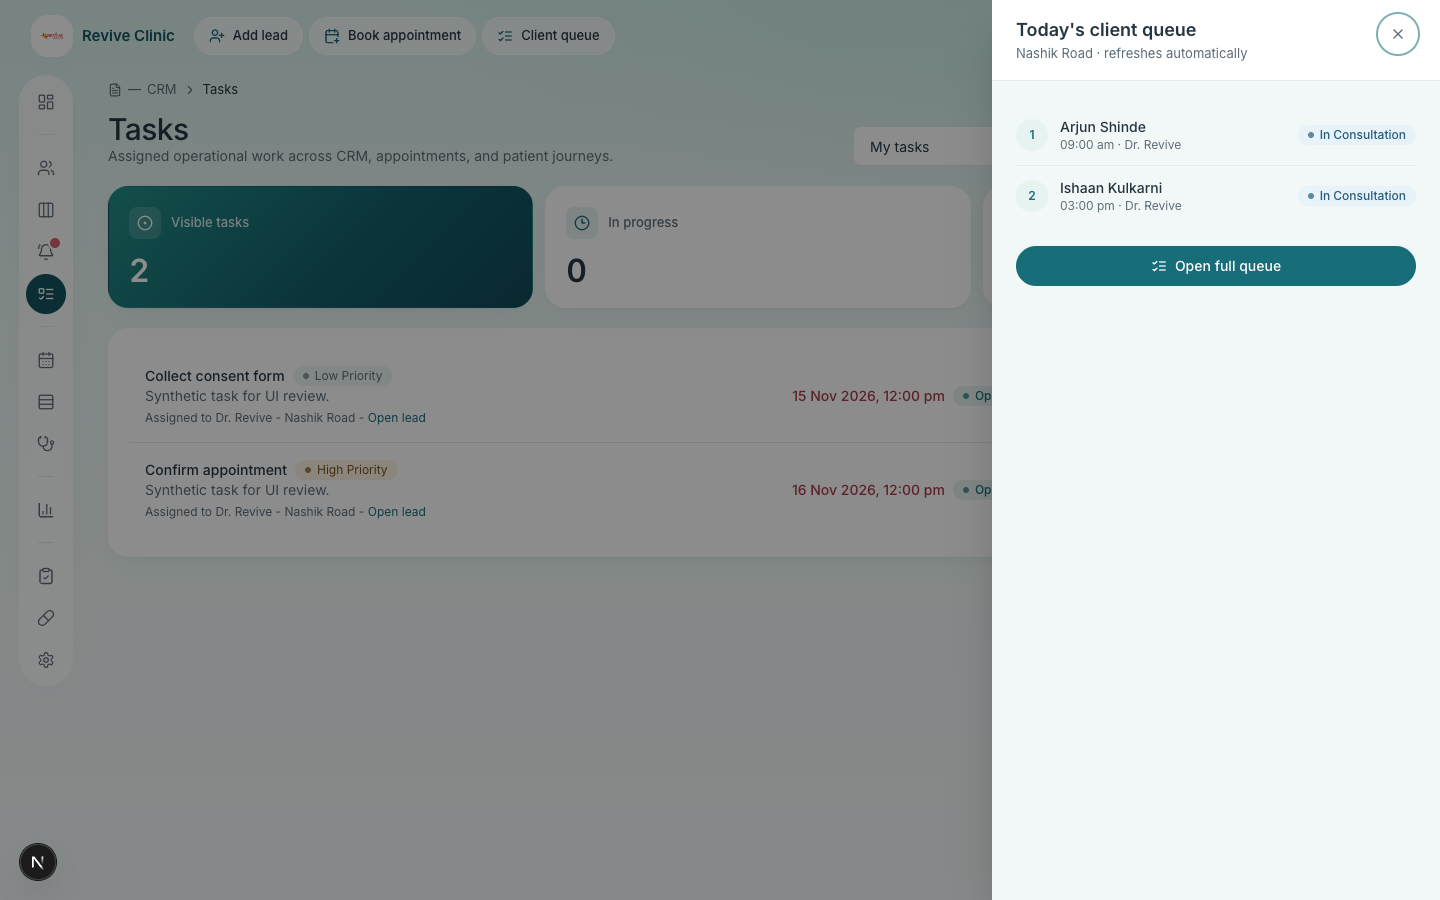 Revive Clinic
Add lead
Book appointment
Client queue
— CRM > Tasks
Tasks
Assigned operational work across CRM, appointments, and patient journeys.
My tasks
Visible tasks
2
In progress
0
Collect consent form
Low Priority
Synthetic task for UI review.
Assigned to Dr. Revive - Nashik Road - Open lead
15 Nov 2026, 12:00 pm
Op
Confirm appointment
High Priority
Synthetic task for UI review.
Assigned to Dr. Revive - Nashik Road - Open lead
16 Nov 2026, 12:00 pm
Op
N
Today's client queue
Nashik Road · refreshes automatically
1
Arjun Shinde
09:00 am · Dr. Revive
In Consultation
2
Ishaan Kulkarni
03:00 pm · Dr. Revive
In Consultation
Open full queue